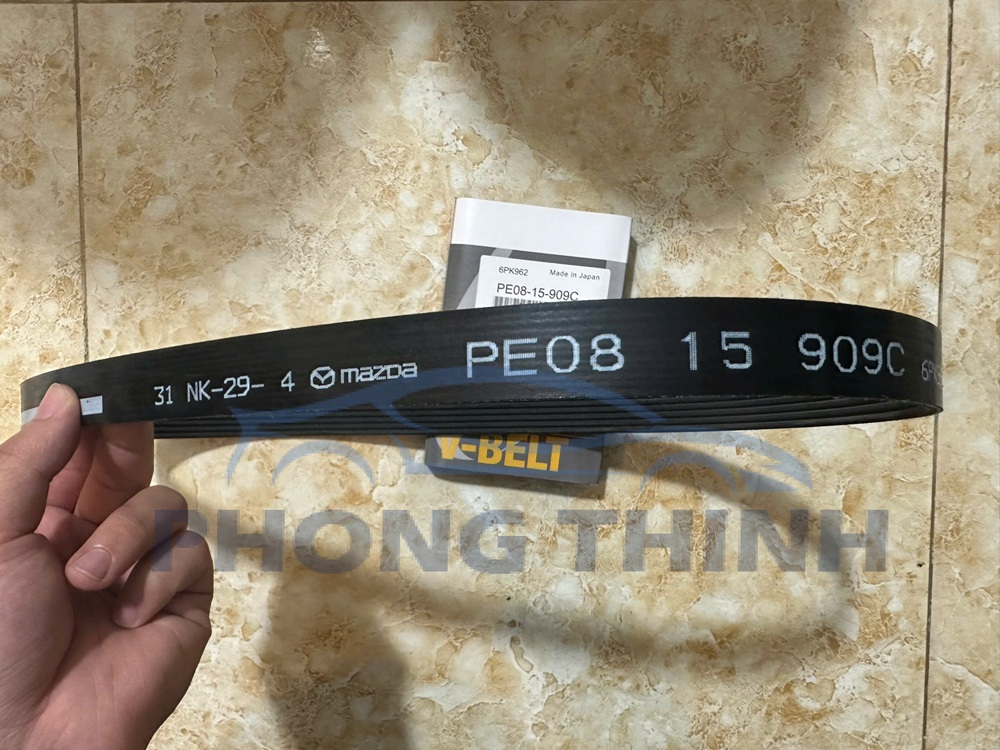 6PK962 Made in Japan
PE08-15-909C
31 NK-29- 4 mazda PE08 15 909C
V-BELT
PHONG THINH